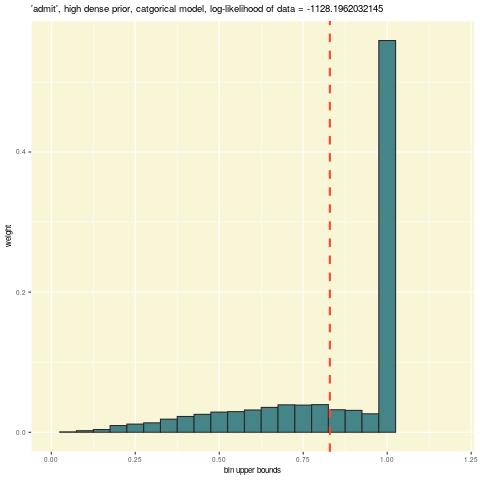 'admit', high dense prior, catgorical model, log-likelihood of data = -1128.1962032145
weight
0.4
0.2
0.0
0.00 0.25 0.50 0.75 1.00 1.25
bin upper bounds